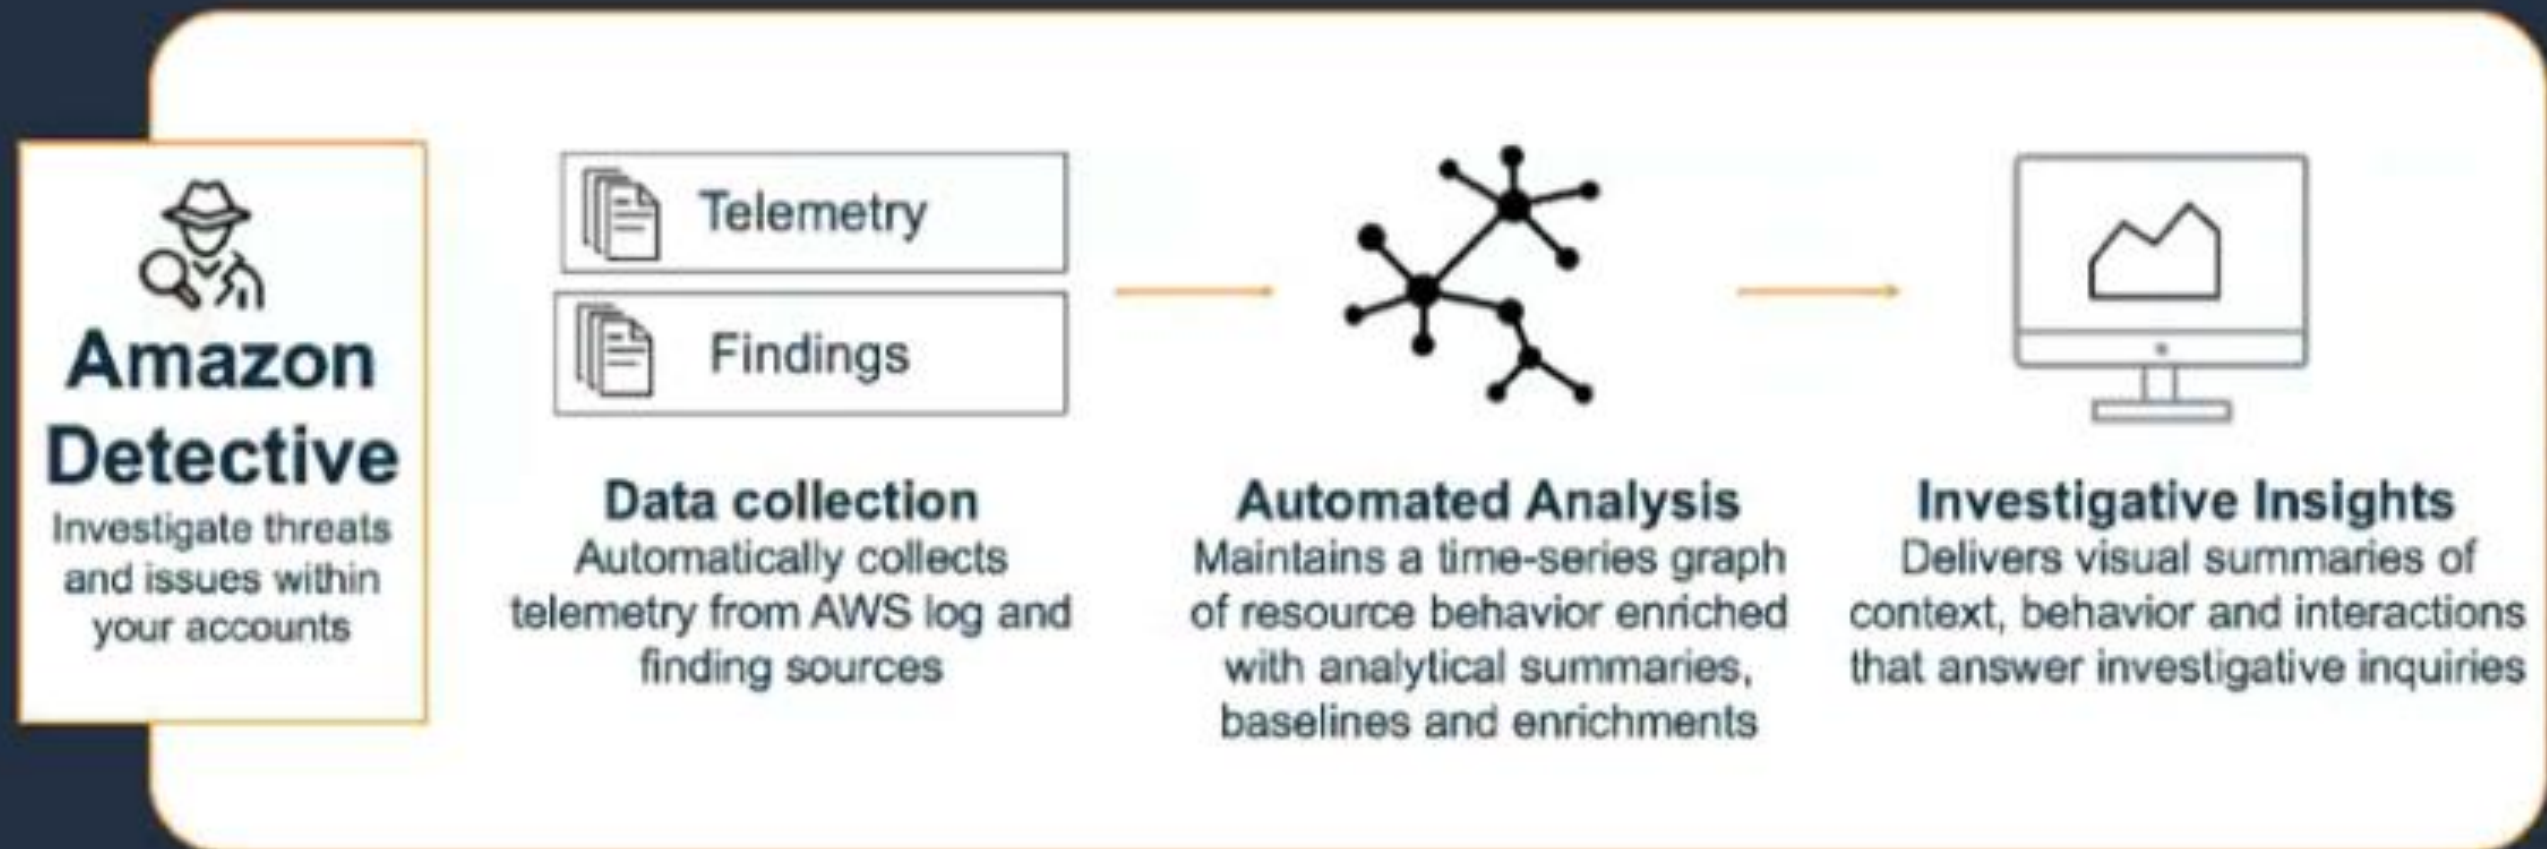 Amazon
Detective
Investigate threats
and issues within
your accounts
Telemetry
Findings
Data collection
Automatically collects
telemetry from AWS log and
finding sources
Automated Analysis
Maintains a time-series graph
of resource behavior enriched
with analytical summaries,
baselines and enrichments
Investigative Insights
Delivers visual summaries of
context, behavior and interactions
that answer investigative inquiries